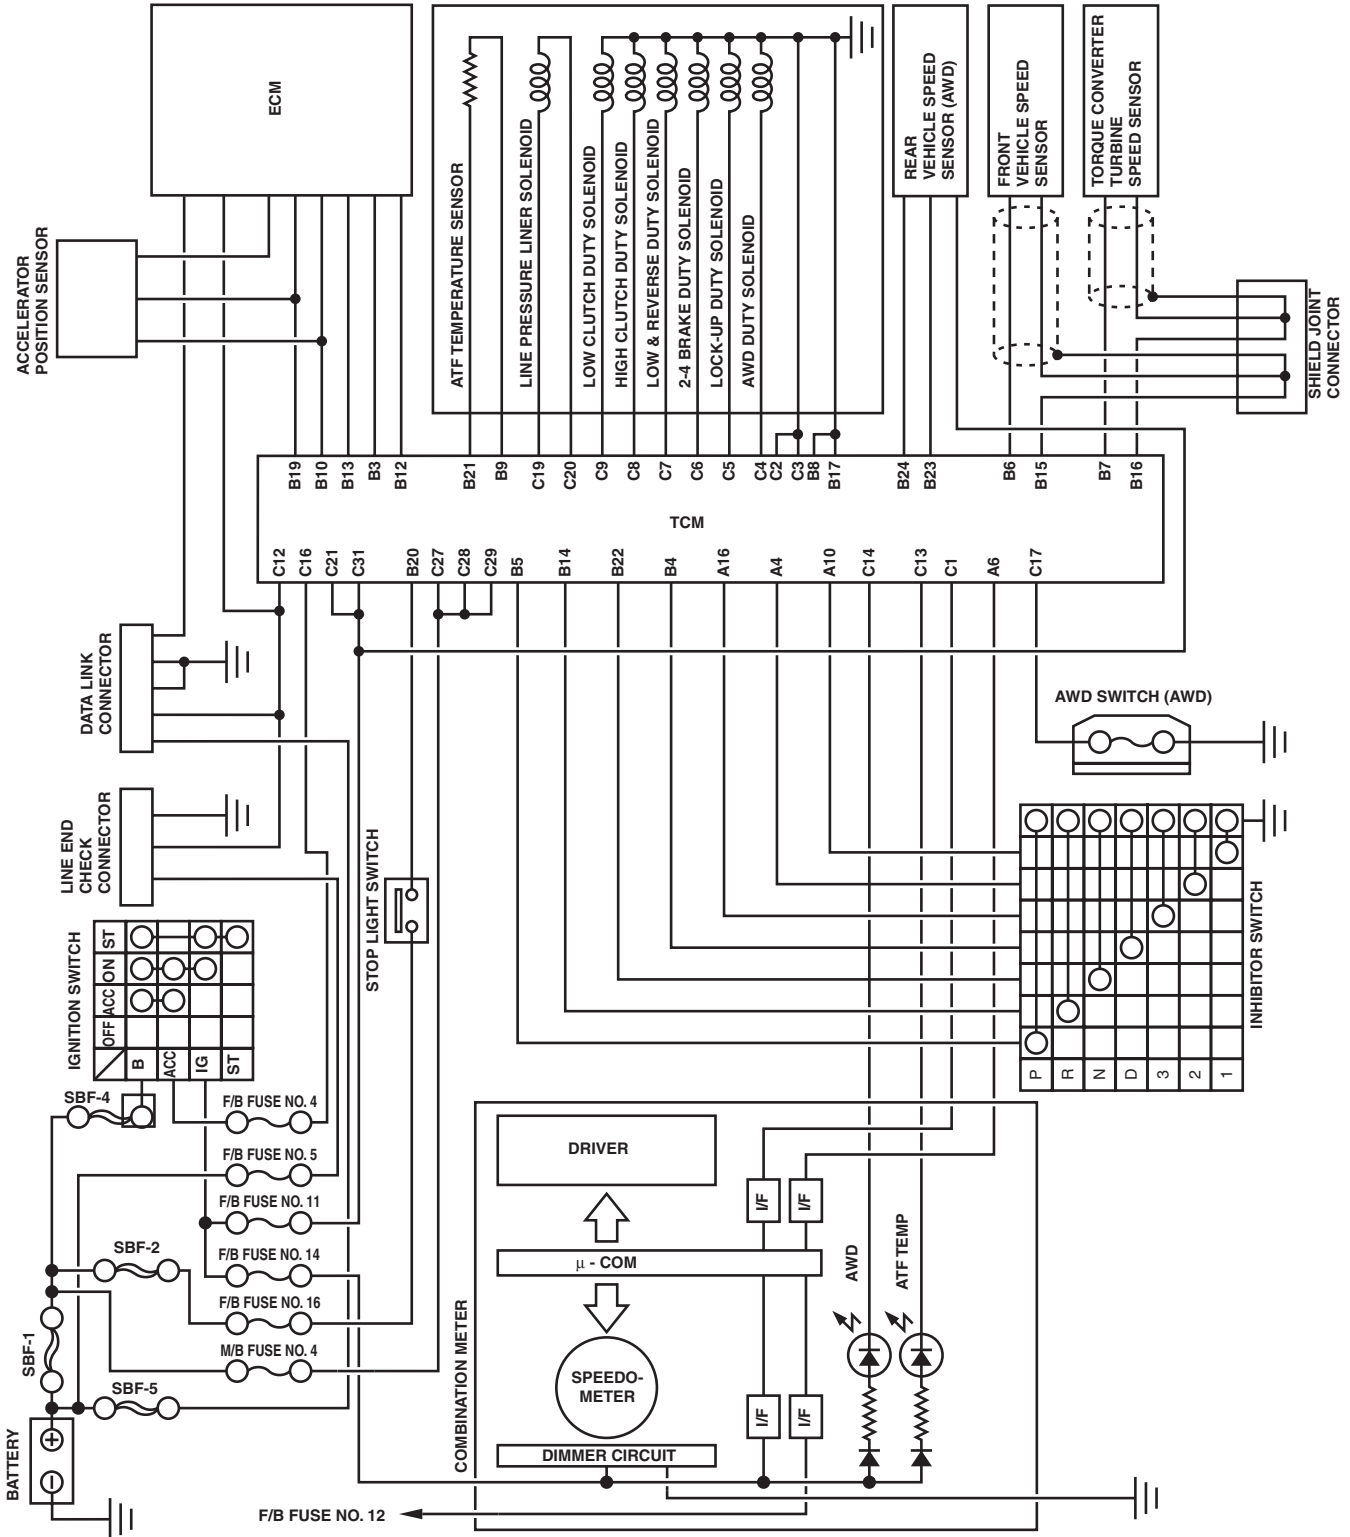 ECM
ACCELERATOR
POSITION SENSOR
ATF TEMPERATURE SENSOR
LINE PRESSURE LINER SOLENOID
LOW CLUTCH DUTY SOLENOID
HIGH CLUTCH DUTY SOLENOID
LOW & REVERSE DUTY SOLENOID
2-4 BRAKE DUTY SOLENOID
LOCK-UP DUTY SOLENOID
AWD DUTY SOLENOID
REAR
VEHICLE SPEED
SENSOR (AWD)
FRONT
VEHICLE SPEED
SENSOR
TORQUE CONVERTER
TURBINE
SPEED SENSOR
SHIELD JOINT
CONNECTOR
B19
B10
B13
B3
B12
B21
B9
C19
C20
C9
C8
C7
C6
C5
C4
C2
C3
B8
B17
B24
B23
B6
B15
B7
B16
TCM
C12
C16
C21
C31
B20
C27
C28
C29
B5
B14
B22
B4
A16
A4
A10
C14
C13
C1
A6
C17
DATA LINK
CONNECTOR
AWD SWITCH (AWD)
LINE END
CHECK
CONNECTOR
STOP LIGHT SWITCH
IGNITION SWITCH
OFF
ACC
ON
ST
B
ACC
IG
ST
INHIBITOR SWITCH
P
R
N
D
3
2
1
SBF-4
F/B FUSE NO. 4
F/B FUSE NO. 5
F/B FUSE NO. 11
SBF-2
F/B FUSE NO. 14
F/B FUSE NO. 16
SBF-1
M/B FUSE NO. 4
SBF-5
BATTERY
+
–
COMBINATION METER
DRIVER
I/F
I/F
µ - COM
AWD
ATF TEMP
SPEEDO-
METER
I/F
I/F
DIMMER CIRCUIT
F/B FUSE NO. 12